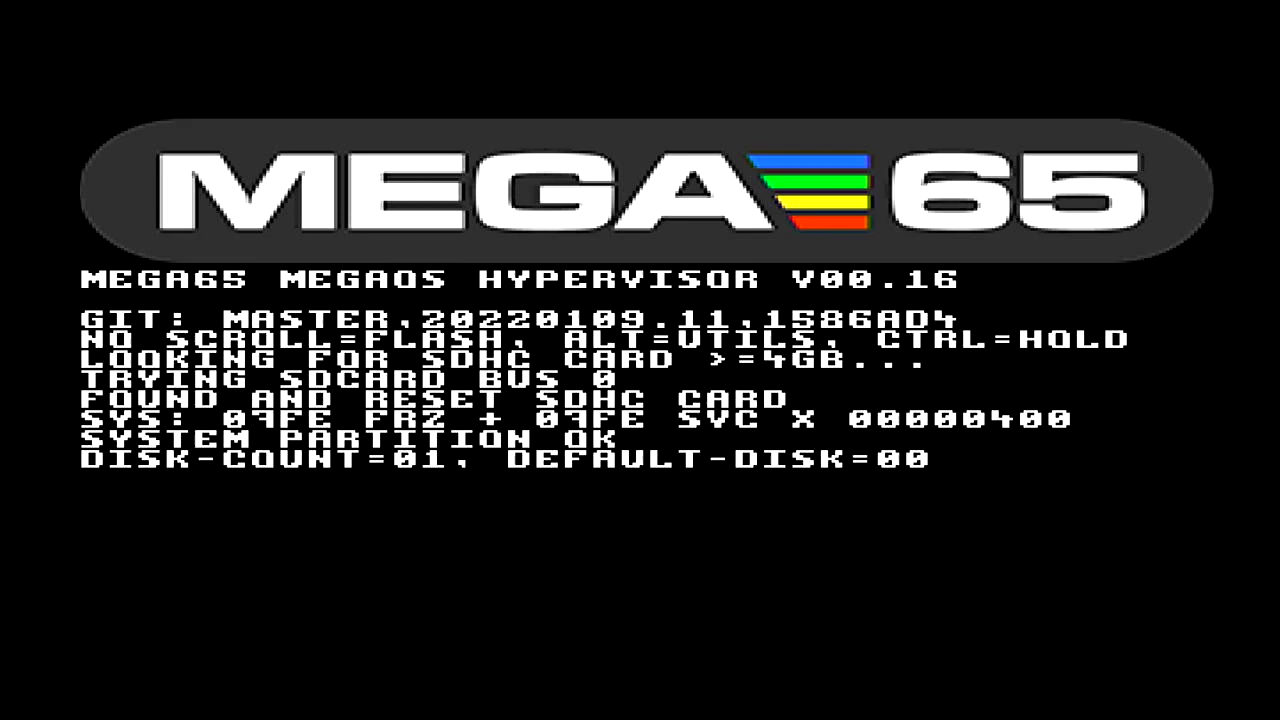 MEGA65
MEGA65 MEGAOS HYPERVISOR V00.16
GIT: MASTER,20220109.11,1586AD4
NO SCROLL=FLASH, ALT=UTILS, CTRL=HOLD
LOOKING FOR SDHC CARD >=4GB...
TRYING SDCARD BUS 0
FOUND AND RESET SDHC CARD
SYS: 07FE FRZ + 07FE SVC X 00000400
SYSTEM PARTITION OK
DISK-COUNT=01, DEFAULT-DISK=00